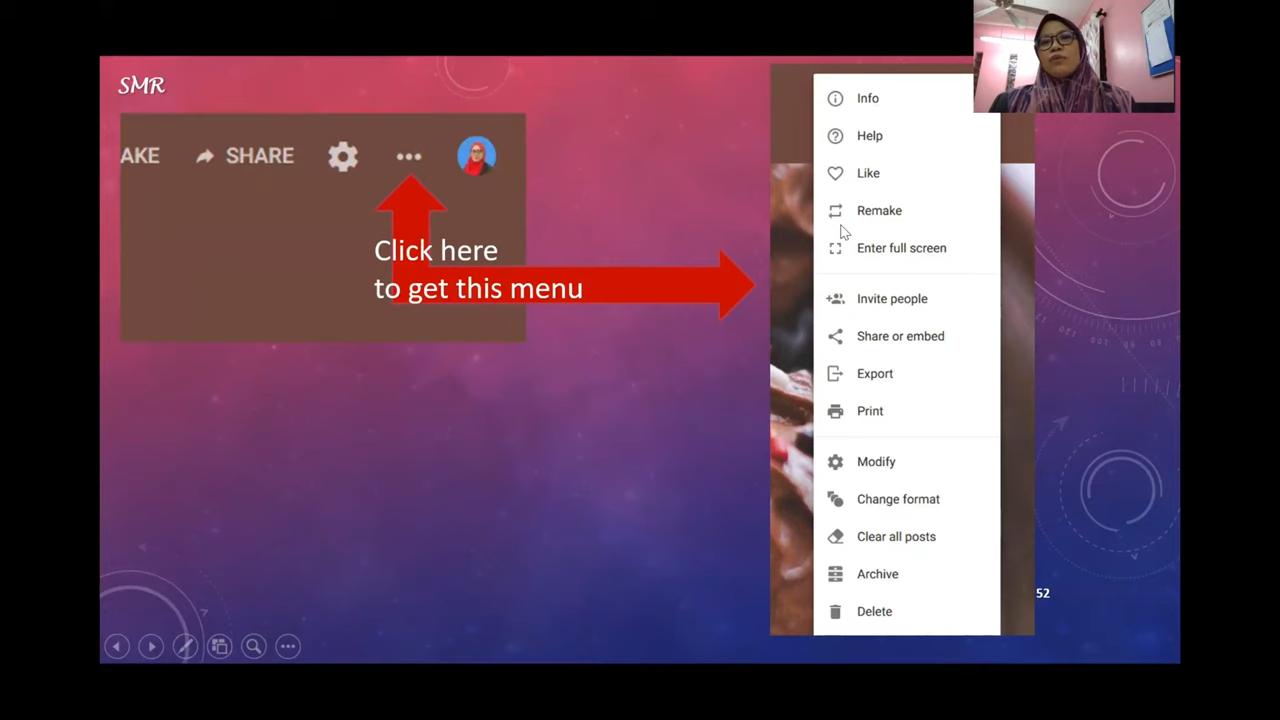 SMR
AKE SHARE
Click here
to get this menu
Info
Help
Like
Remake
Enter full screen
Invite people
Share or embed
Export
Print
Modify
Change format
Clear all posts
Archive
Delete
52